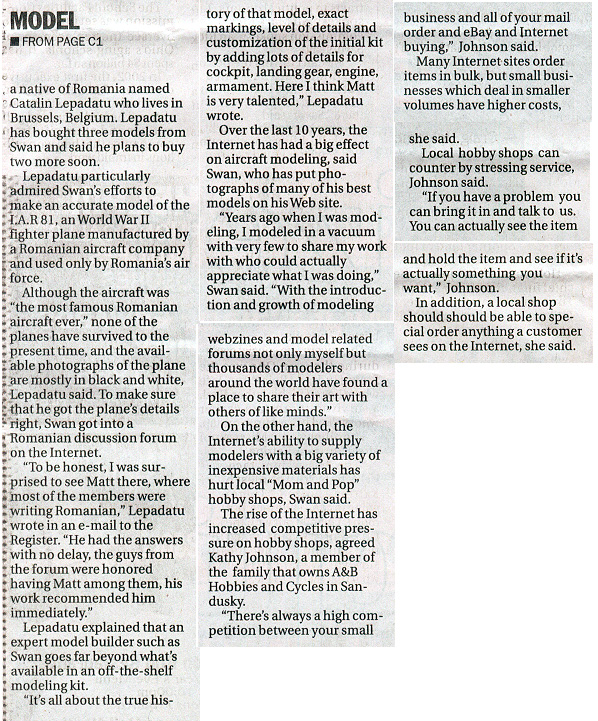 MODEL
■ FROM PAGE C1
a native of Romania named
Catalin Lepadatu who lives in
Brussels, Belgium. Lepadatu
has bought three models from
Swan and said he plans to buy
two more soon.
Lepadatu particularly
admired Swan's efforts to
make an accurate model of the
I.A.R 81, an World War II
fighter plane manufactured by
a Romanian aircraft company
and used only by Romania's air
force.
Although the aircraft was
"the most famous Romanian
aircraft ever," none of the
planes have survived to the
present time, and the avail-
able photographs of the plane
are mostly in black and white,
Lepadatu said. To make sure
that he got the plane's details
right, Swan got into a
Romanian discussion forum
on the Internet.
"To be honest, I was sur-
prised to see Matt there, where
most of the members were
writing Romanian," Lepadatu
wrote in an e-mail to the
Register. "He had the answers
with no delay, the guys from
the forum were honored
having Matt among them, his
work recommended him
immediately."
Lepadatu explained that an
expert model builder such as
Swan goes far beyond what's
available in an off-the-shelf
modeling kit.
"It's all about the true his-
tory of that model, exact
markings, level of details and
customization of the initial kit
by adding lots of details for
cockpit, landing gear, engine,
armament. Here I think Matt
is very talented," Lepadatu
wrote.
Over the last 10 years, the
Internet has had a big effect
on aircraft modeling, said
Swan, who has put pho-
tographs of many of his best
models on his Web site.
"Years ago when I was mod-
eling, I modeled in a vacuum
with very few to share my work
with who could actually
appreciate what I was doing,"
Swan said. "With the introduc-
tion and growth of modeling
webzines and model related
forums not only myself but
thousands of modelers
around the world have found a
place to share their art with
others of like minds."
On the other hand, the
Internet's ability to supply
modelers with a big variety of
inexpensive materials has
hurt local "Mom and Pop"
hobby shops, Swan said.
The rise of the Internet has
increased competitive pres-
sure on hobby shops, agreed
Kathy Johnson, a member of
the family that owns A&B
Hobbies and Cycles in San-
dusky.
"There's always a high com-
petition between your small
business and all of your mail
order and eBay and Internet
buying," Johnson said.
Many Internet sites order
items in bulk, but small busi-
nesses which deal in smaller
volumes have higher costs,
she said.
Local hobby shops can
counter by stressing service,
Johnson said.
"If you have a problem you
can bring it in and talk to us.
You can actually see the item
and hold the item and see if it's
actually something you
want," Johnson.
In addition, a local shop
should should be able to spe-
cial order anything a customer
sees on the Internet, she said.